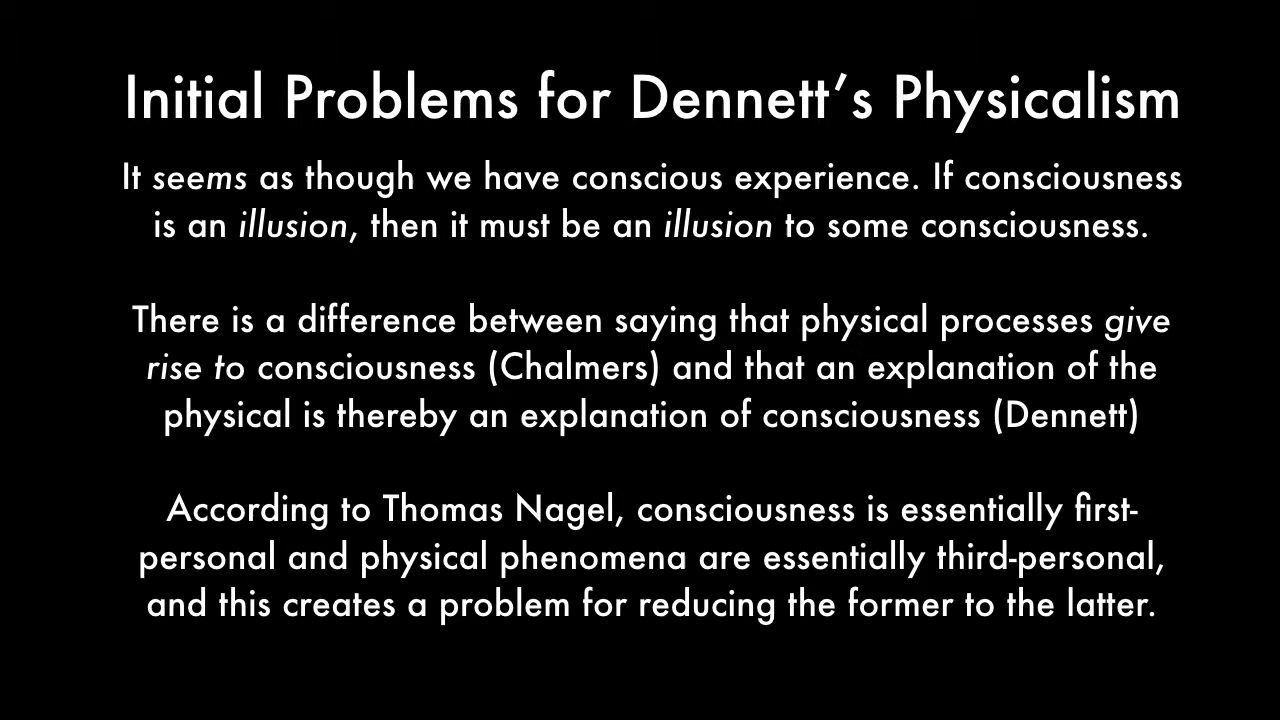 Initial Problems for Dennett’s Physicalism
It seems as though we have conscious experience. If consciousness
is an illusion, then it must be an illusion to some consciousness.
There is a difference between saying that physical processes give
rise to consciousness (Chalmers) and that an explanation of the
physical is thereby an explanation of consciousness (Dennett)
According to Thomas Nagel, consciousness is essentially first-
personal and physical phenomena are essentially third-personal,
and this creates a problem for reducing the former to the latter.